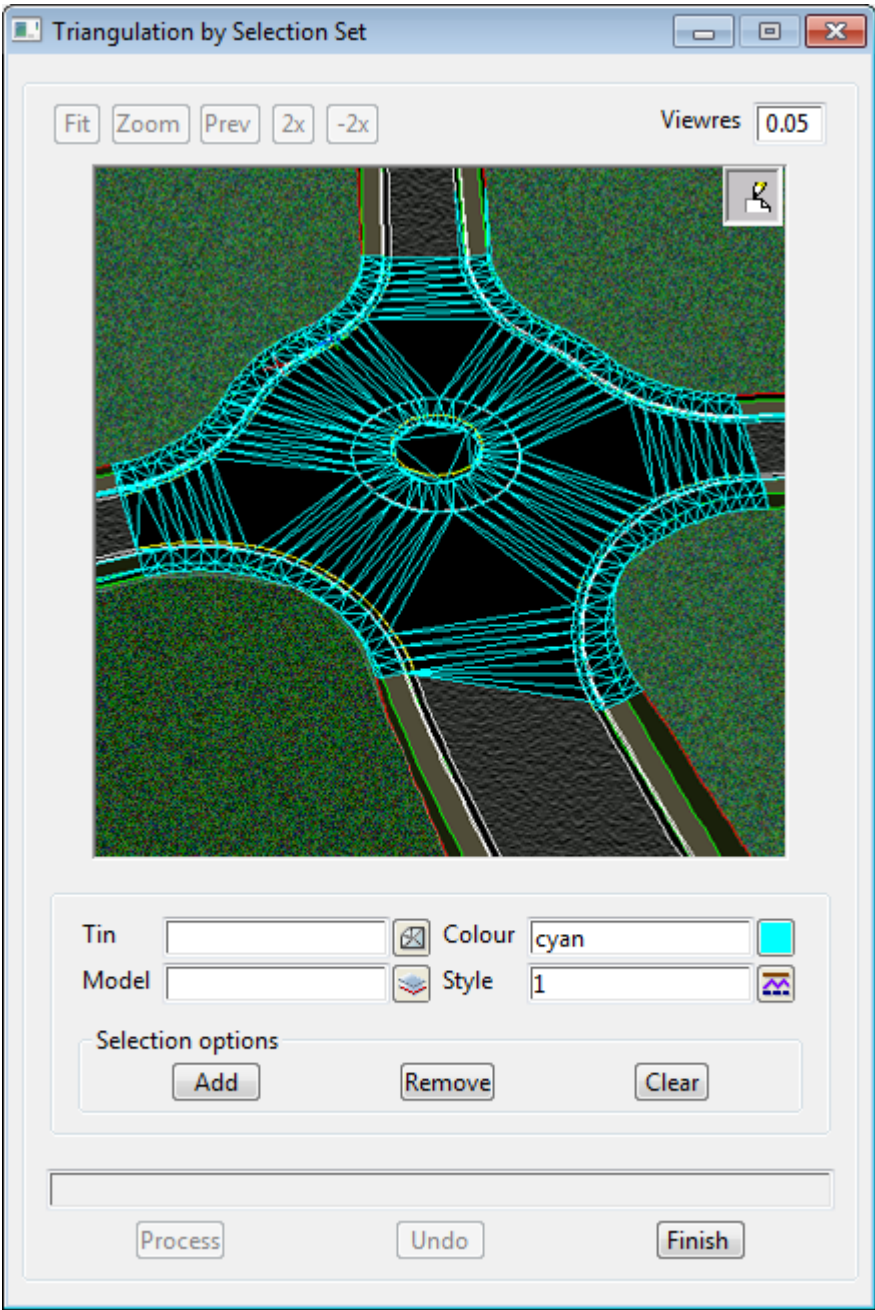 Triangulation by Selection Set
Fit Zoom Prev 2x -2x Viewres 0.05
Tin Colour cyan
Model Style 1
Selection options
Add Remove Clear
Process Undo Finish